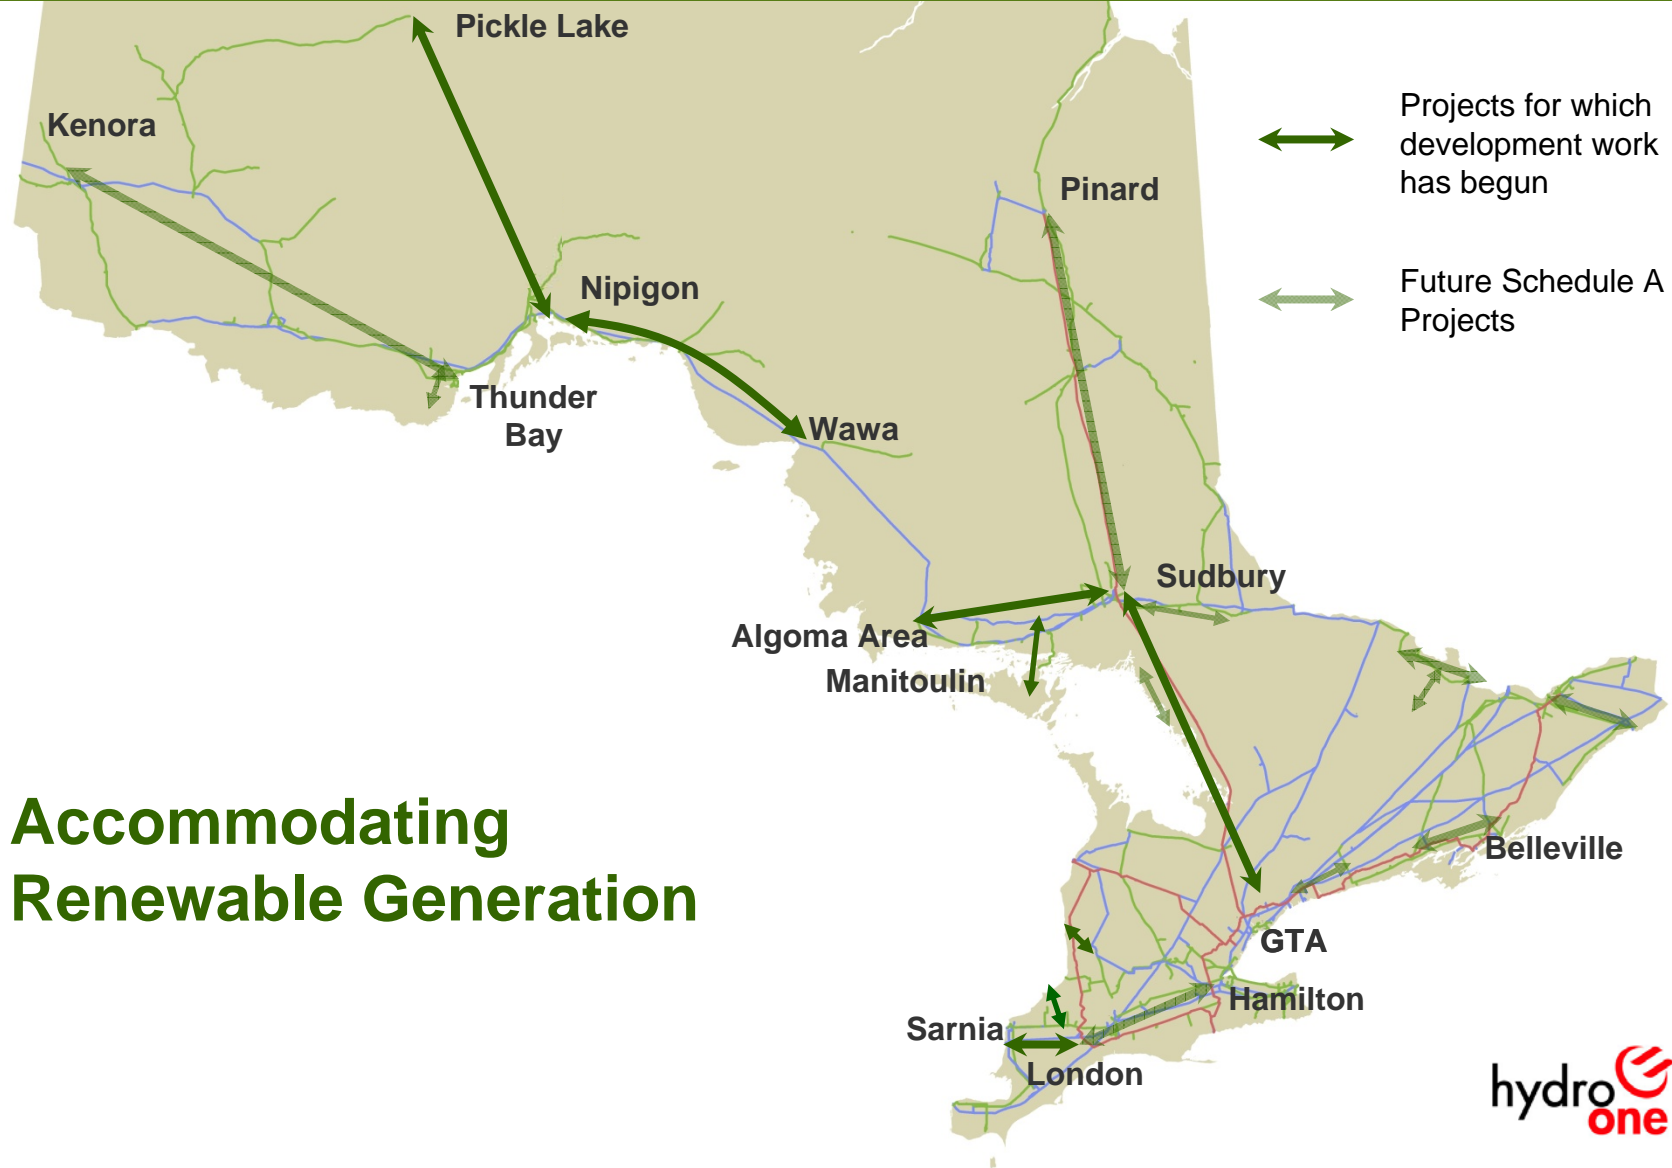 Pickle Lake
Kenora
Projects for which
development work
has begun
Pinard
Nipigon
Future Schedule A
Projects
Thunder
Bay
Wawa
Sudbury
Algoma Area
Manitoulin
Accommodating
Renewable Generation
Belleville
GTA
Hamilton
Sarnia
London
hydro
one